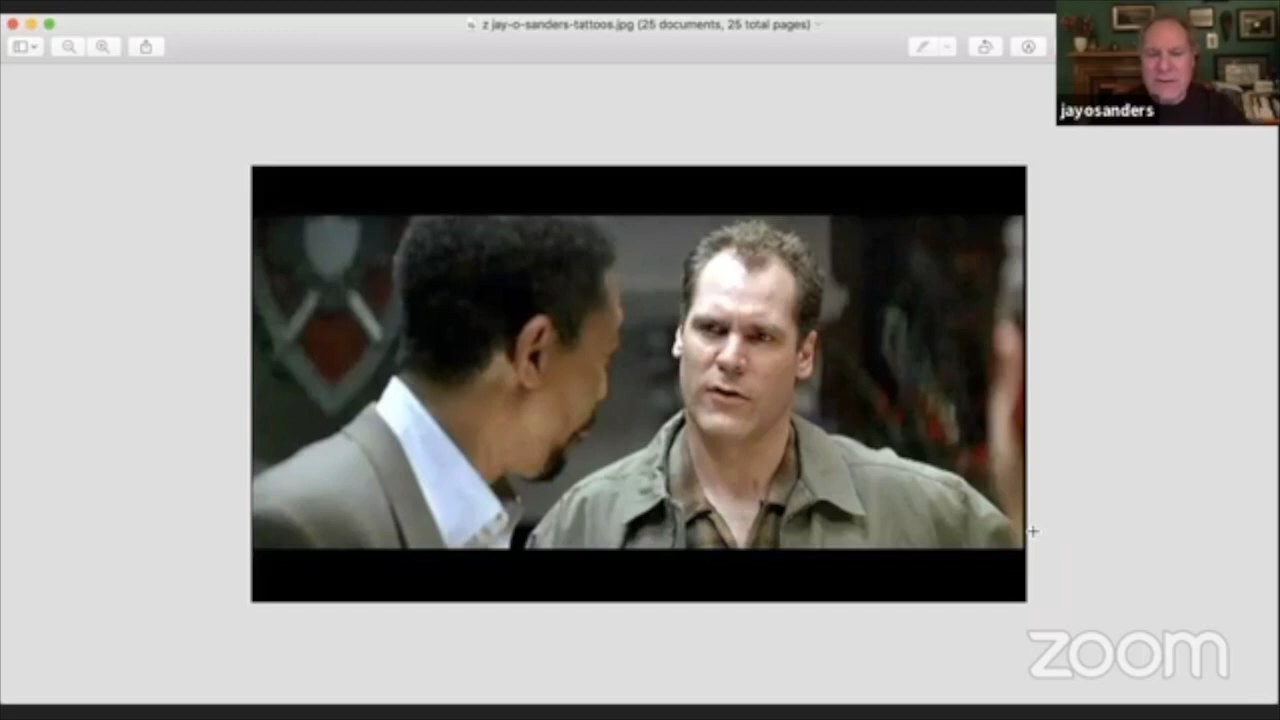 z jay-o-sanders-tattoos.jpg (25 documents, 25 total pages)
jayosanders
zoom